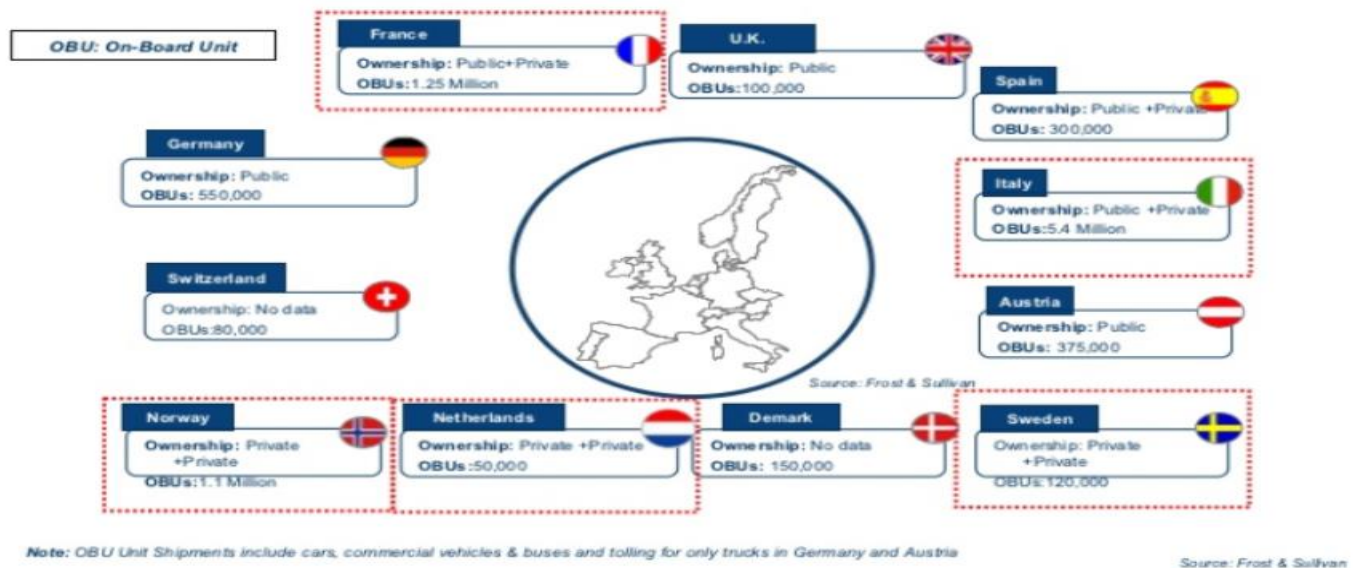 OBU: On-Board Unit
France
Ownership: Public+Private
OBUs:1.25 Million
U.K.
Ownership: Public
OBUs:100,000
Spain
Ownership: Public +Private
OBUs: 300,000
Germany
Ownership: Public
OBUs: 550,000
Italy
Ownership: Public +Private
OBUs:5.4 Million
Switzerland
Ownership: No data
OBUs:80,000
Austria
Ownership: Public
OBUs: 375,000
Source: Frost & Sullivan
Norway
Ownership: Private
+Private
OBUs:1.1 Million
Netherlands
Ownership: Private +Private
OBUs:50,000
Demark
Ownership: No data
OBUs: 150,000
Sweden
Ownership: Private
+Private
OBUs:120,000
Note: OBU Unit Shipments include cars, commercial vehicles & buses and tolling for only trucks in Germany and Austria
Source: Frost & Sullivan